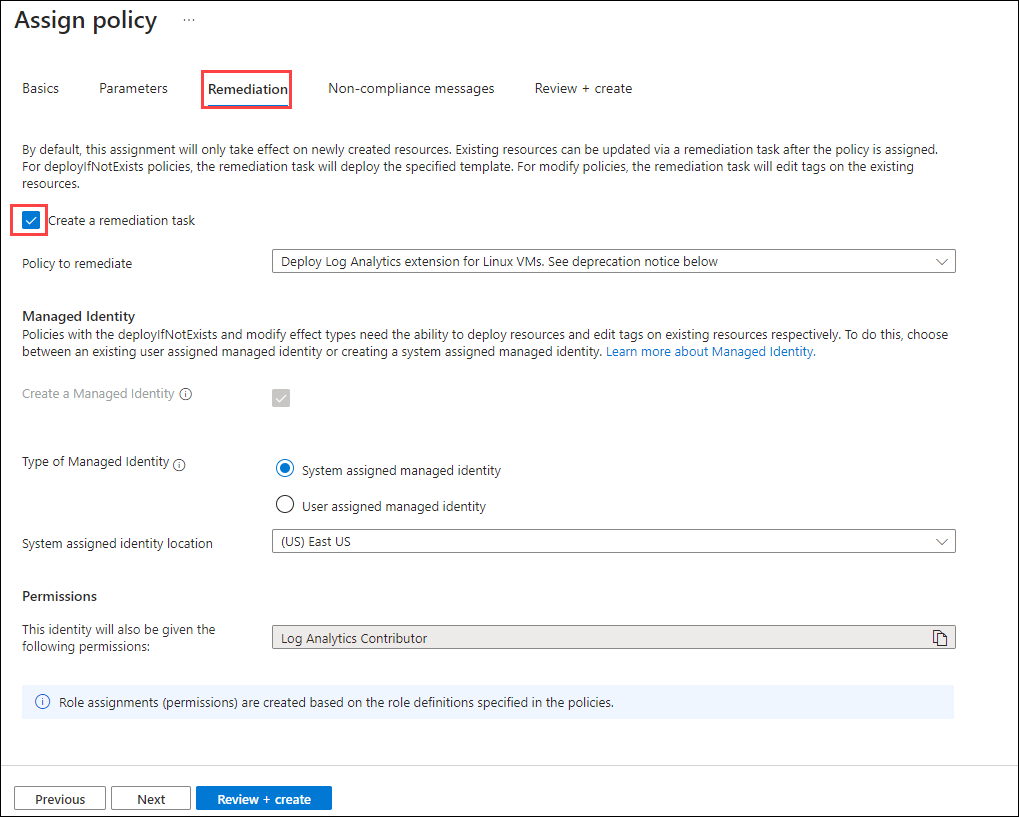 Assign policy ...
Basics Parameters Remediation Non-compliance messages Review + create
By default, this assignment will only take effect on newly created resources. Existing resources can be updated via a remediation task after the policy is assigned.
For deployIfNotExists policies, the remediation task will deploy the specified template. For modify policies, the remediation task will edit tags on the existing
resources.
Create a remediation task
Policy to remediate Deploy Log Analytics extension for Linux VMs. See deprecation notice below
Managed Identity
Policies with the deployIfNotExists and modify effect types need the ability to deploy resources and edit tags on existing resources respectively. To do this, choose
between an existing user assigned managed identity or creating a system assigned managed identity. Learn more about Managed Identity.
Create a Managed Identity
Type of Managed Identity
System assigned managed identity
User assigned managed identity
System assigned identity location (US) East US
Permissions
This identity will also be given the
following permissions:
Log Analytics Contributor
Role assignments (permissions) are created based on the role definitions specified in the policies.
Previous Next Review + create